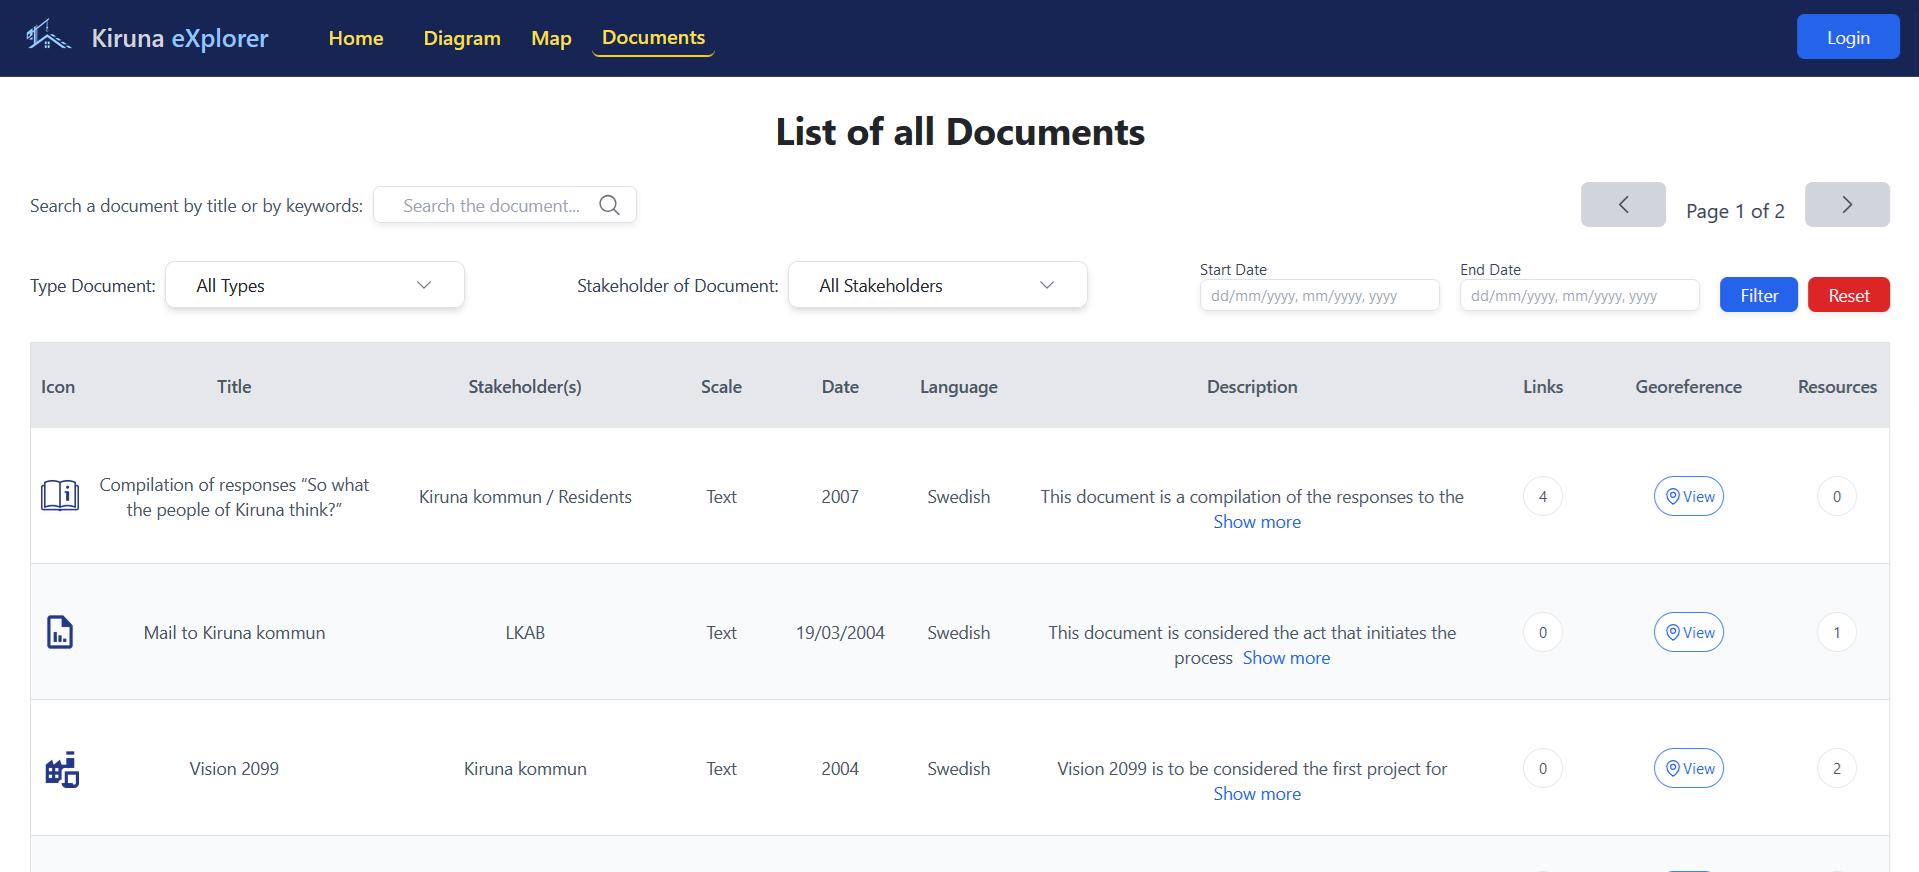 Kiruna eXplorer Home Diagram Map Documents Login
List of all Documents
Search a document by title or by keywords: Search the document... Page 1 of 2
Start Date End Date
Type Document: All Types Stakeholder of Document: All Stakeholders dd/mm/yyyy, mm/yyyy, yyyy dd/mm/yyyy, mm/yyyy, yyyy Filter Reset
Icon Title Stakeholder(s) Scale Date Language Description Links Georeference Resources
Compilation of responses “So what
the people of Kiruna think?” Kiruna kommun / Residents Text 2007 Swedish This document is a compilation of the responses to the 4 View 0
Show more
Mail to Kiruna kommun LKAB Text 19/03/2004 Swedish This document is considered the act that initiates the 0 View 1
process Show more
Vision 2099 Kiruna kommun Text 2004 Swedish Vision 2099 is to be considered the first project for 0 View 2
Show more